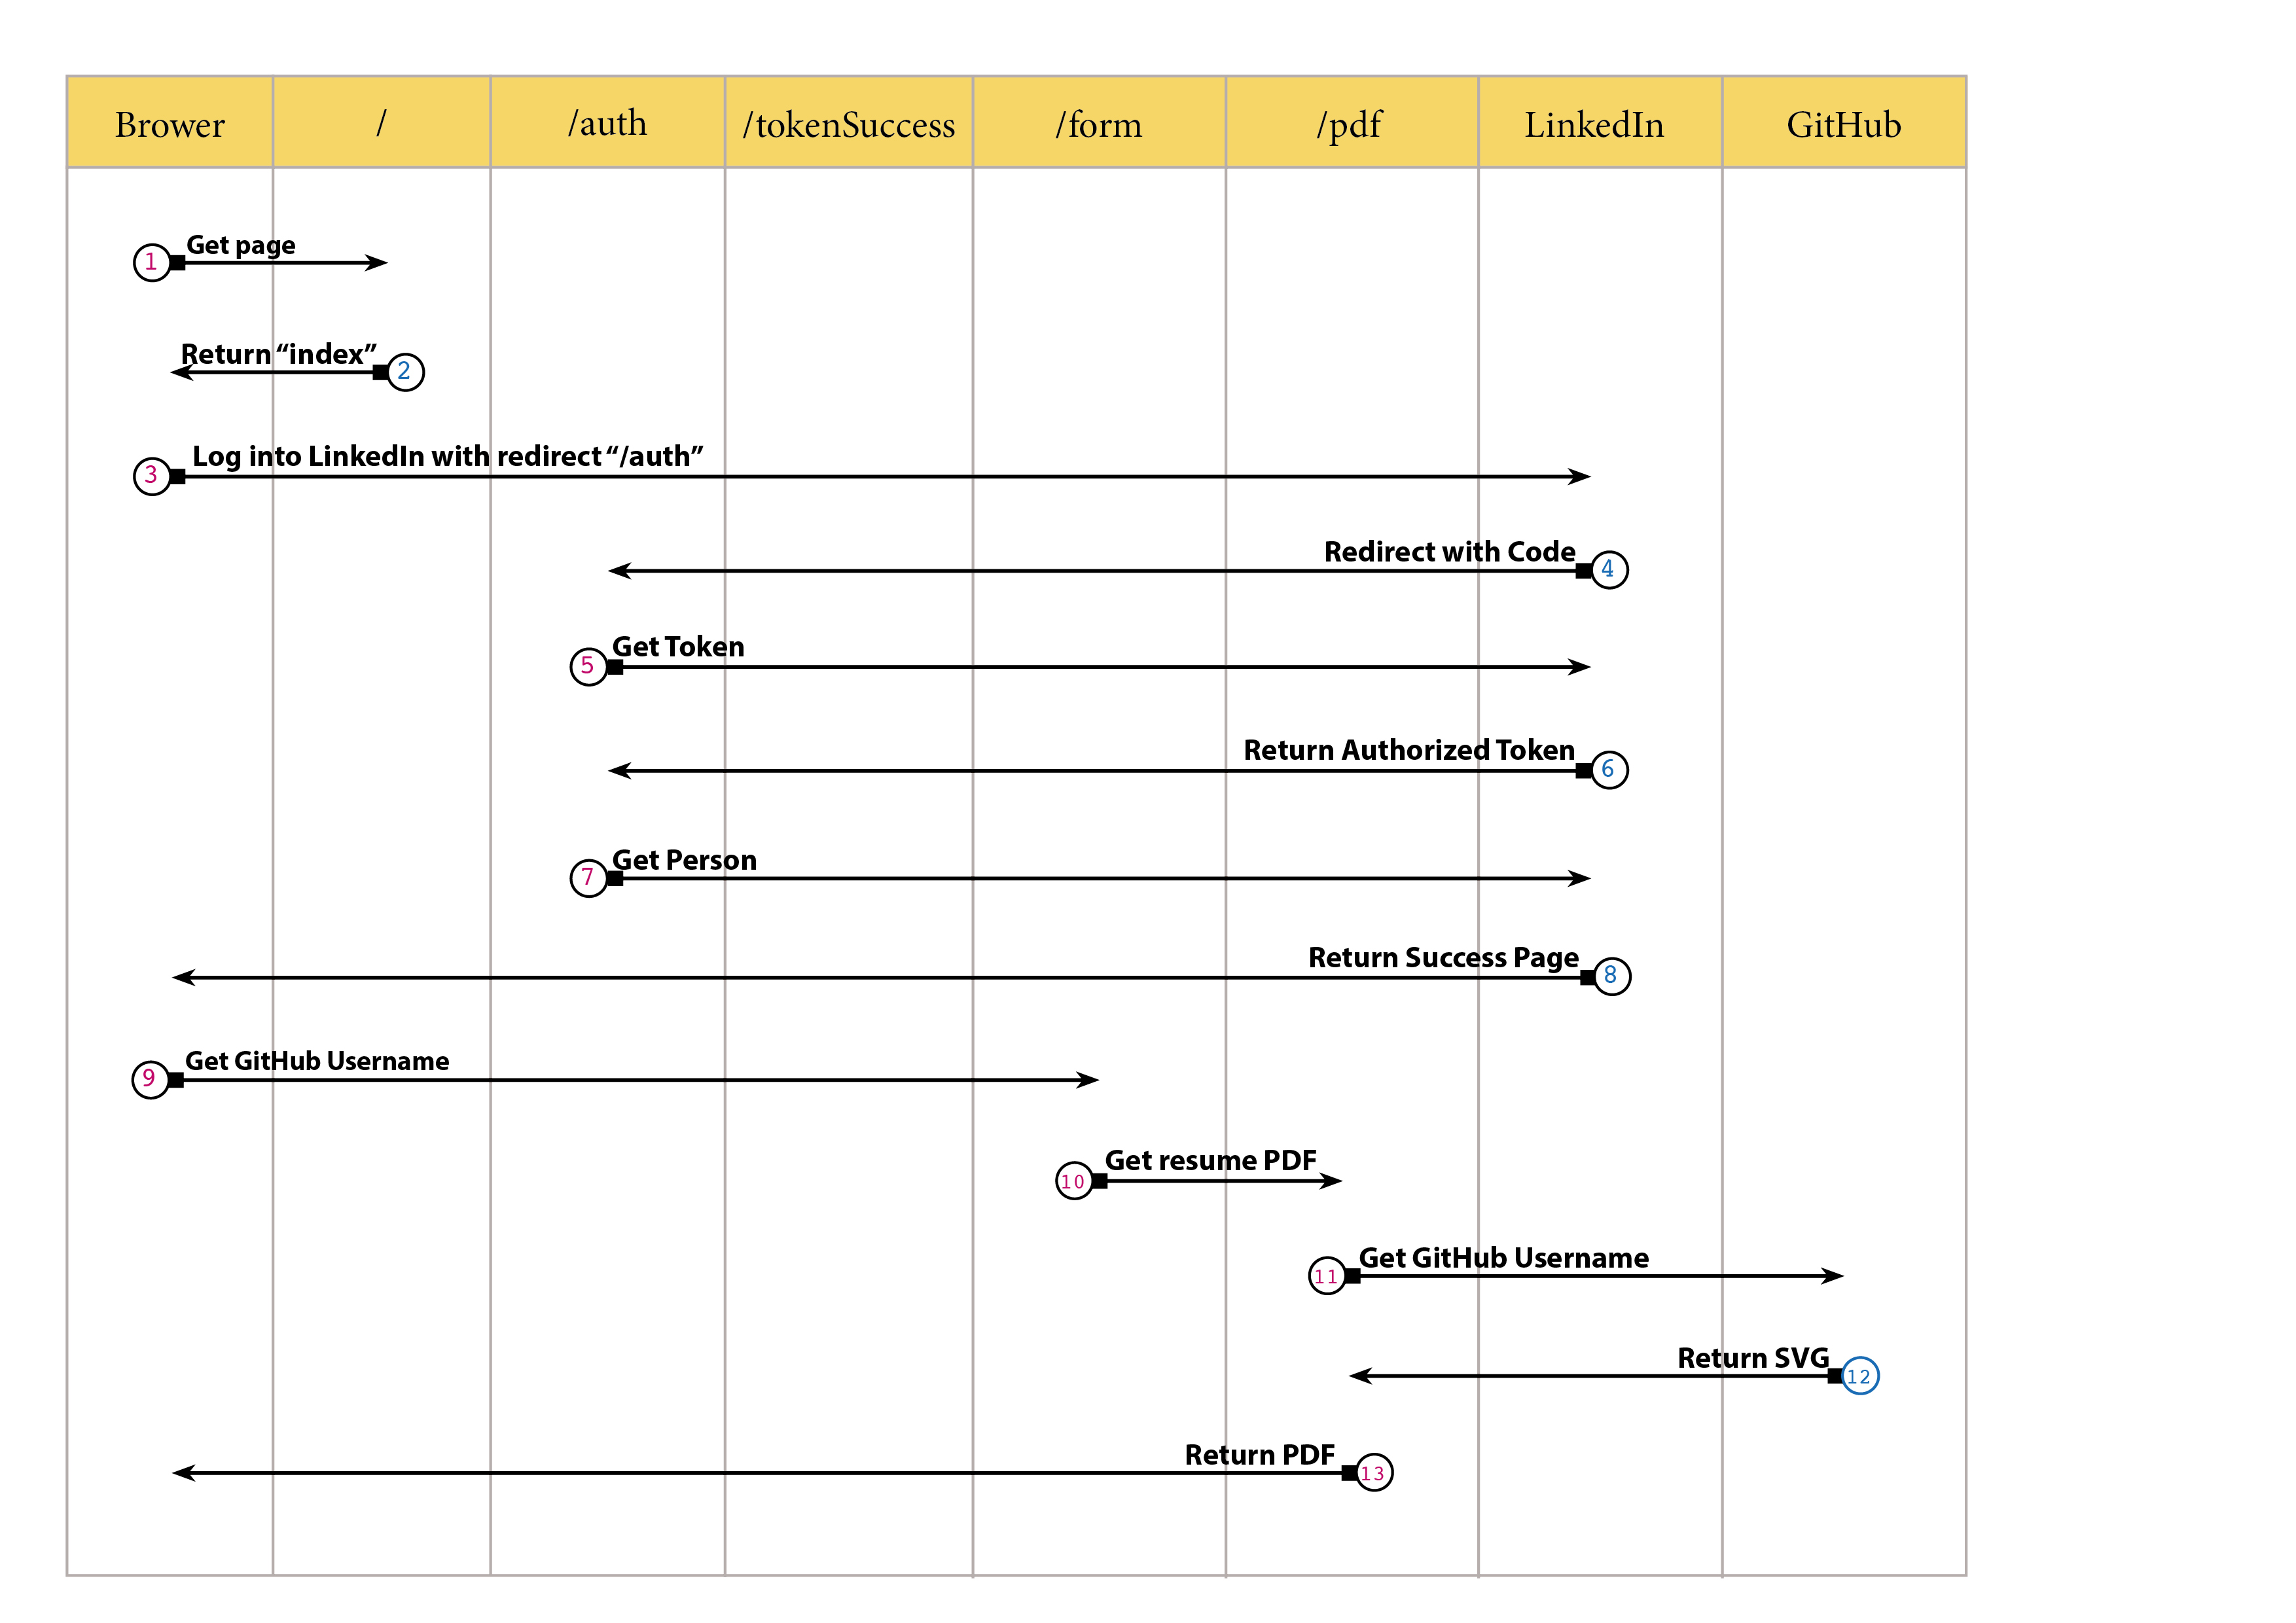 Brower / /auth /tokenSuccess /form /pdf LinkedIn GitHub
Get page
1
Return “index”
2
Log into LinkedIn with redirect “/auth”
3
Redirect with Code
4
Get Token
5
Return Authorized Token
6
Get Person
7
Return Success Page
8
Get GitHub Username
9
Get resume PDF
10
Get GitHub Username
11
Return SVG
12
Return PDF
13